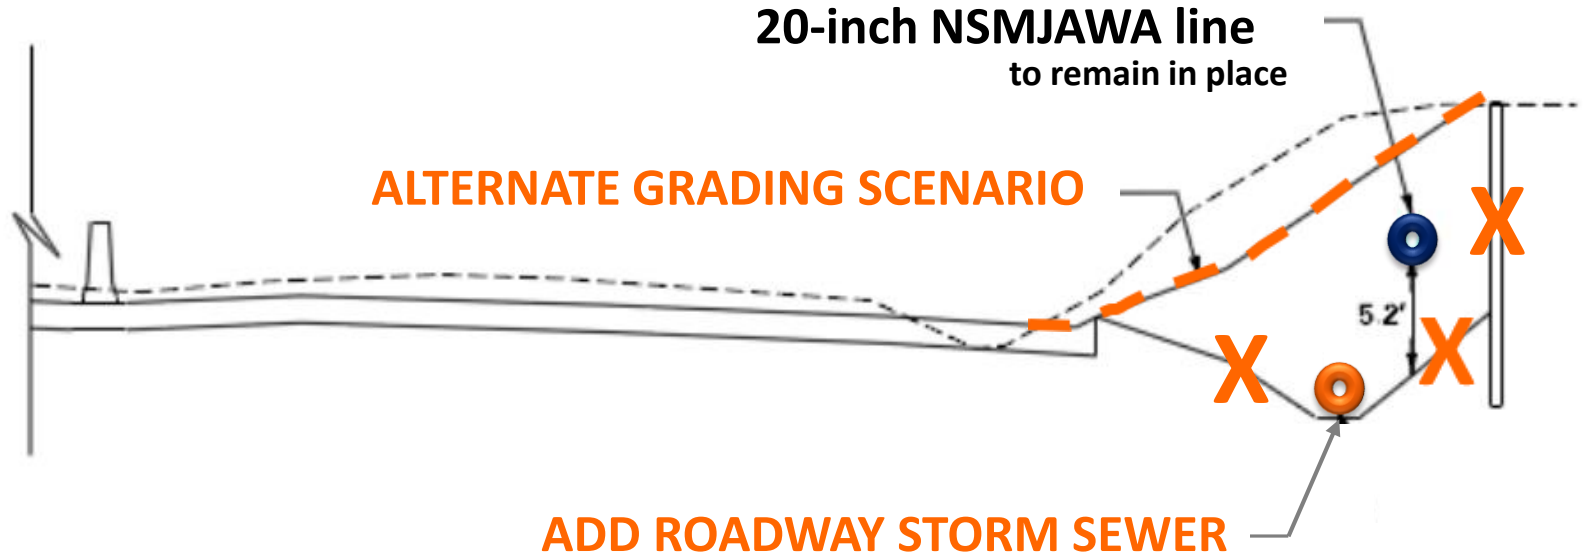 20-inch NSMJAWA line
to remain in place
ALTERNATE GRADING SCENARIO
X
5.2'
X
X
ADD ROADWAY STORM SEWER